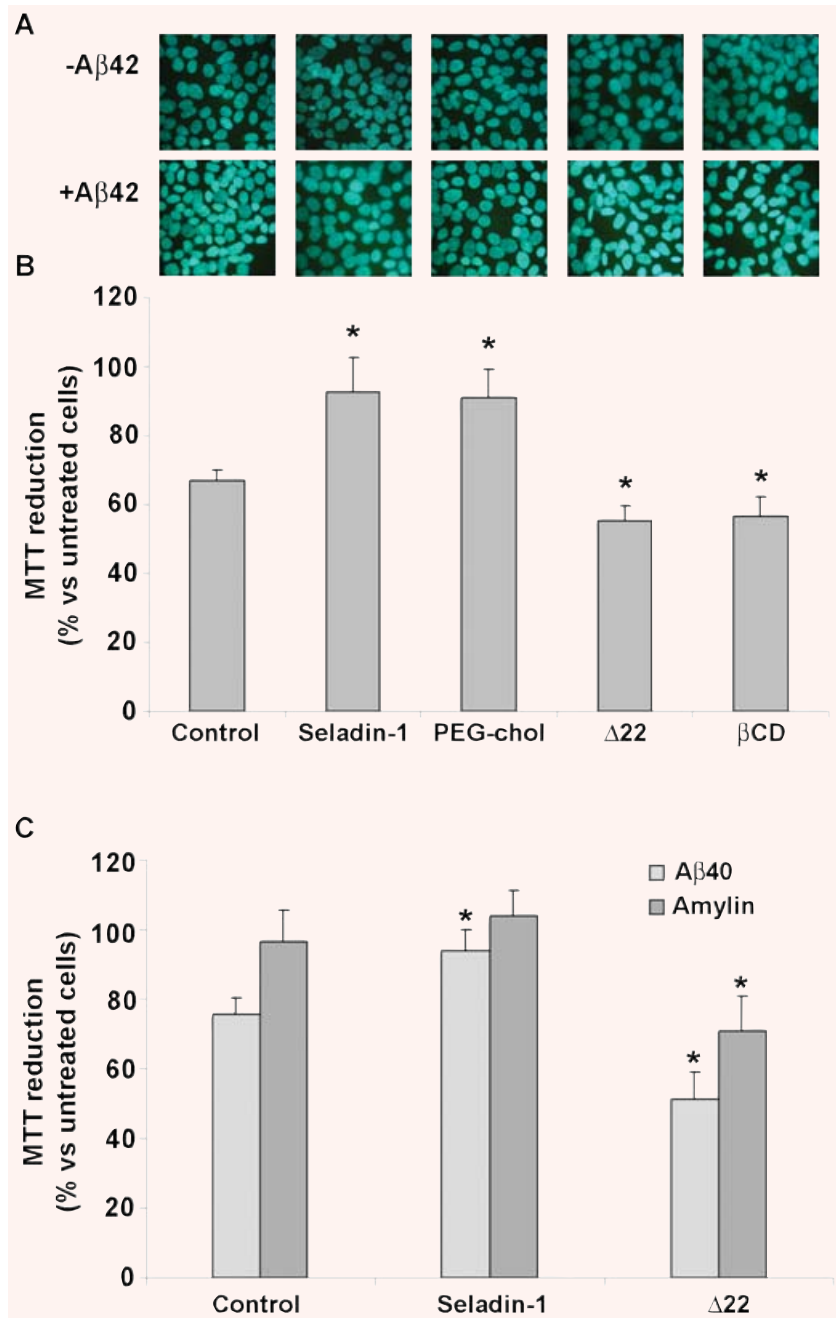 A
-Aβ42
+Aβ42
B
MTT reduction
(% vs untreated cells)
120
100
80
60
40
20
0
*
*
*
*
Control Seladin-1 PEG-chol Δ22 βCD
C
MTT reduction
(% vs untreated cells)
120
100
80
60
40
20
0
Aβ40
Amylin
*
*
*
Control Seladin-1 Δ22